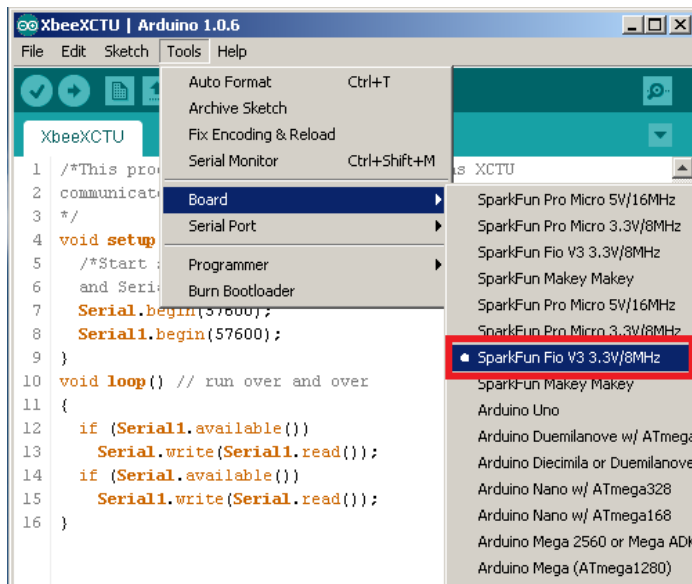 XbeeXCTU | Arduino 1.0.6
File Edit Sketch Tools Help
Auto Format Ctrl+T
Archive Sketch
Fix Encoding & Reload
Serial Monitor Ctrl+Shift+M
Board
Serial Port
Programmer
Burn Bootloader
XbeeXCTU
1 /*This XCTU
2
3 */
4 void setup
5 /*Start
6 and
7 Serial.begin(57600);
8 Serial1.begin(57600);
9 }
10 void loop() // run over and over
11 {
12 if (Serial1.available())
13 Serial.write(Serial1.read());
14 if (Serial.available())
15 Serial1.write(Serial.read());
16 }
SparkFun Pro Micro 5V/16MHz
SparkFun Pro Micro 3.3V/8MHz
SparkFun Fio V3 3.3V/8MHz
SparkFun Makey Makey
SparkFun Pro Micro 5V/16MHz
SparkFun Pro Micro 3.3V/8MHz
SparkFun Fio V3 3.3V/8MHz
SparkFun Makey Makey
Arduino Uno
Arduino Duemilanove w/ ATmega
Arduino Diecimila or Duemilanove
Arduino Nano w/ ATmega328
Arduino Nano w/ ATmega168
Arduino Mega 2560 or Mega ADK
Arduino Mega (ATmega1280)